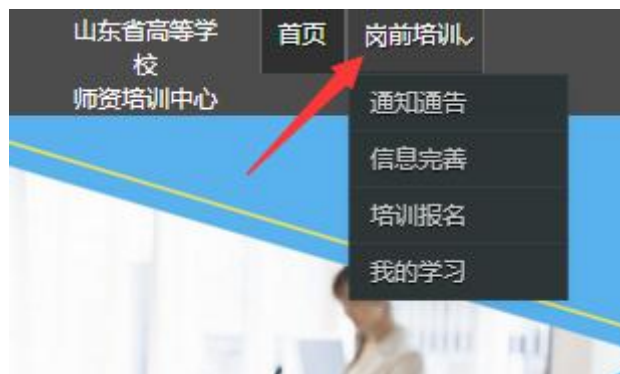 山东省高等学
校
师资培训中心
首页
岗前培训
通知通告
信息完善
培训报名
我的学习